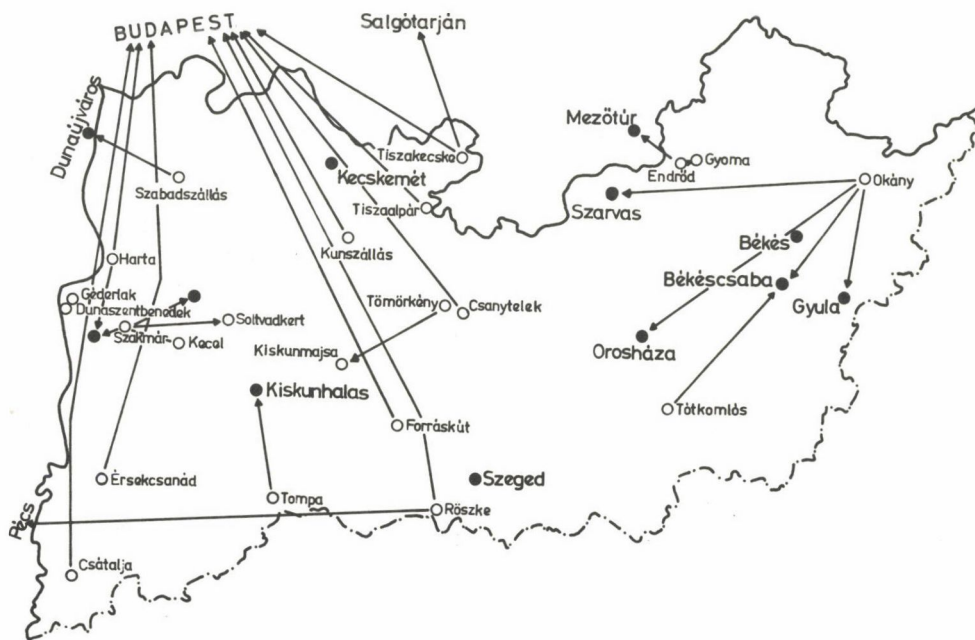 BUDAPEST
Salgótarján
Dunaújváros
Mezőtúr
Tiszakecske
Gyoma
Endrőd
Kecskemét
Okány
Szabadszállás
Szarvas
Tiszaalpár
Békés
Kunszállás
Harta
Békéscsaba
Géderlak
Dunaszentbenedek
Tömörkény
Csanytelek
Gyula
Soltvadkert
Szakmár
Kecel
Kiskunmajsa
Orosháza
Kiskunhalas
Tótkomlós
Forráskút
Érsekcsanád
Szeged
Tompa
Röszke
Pécs
Csátalja